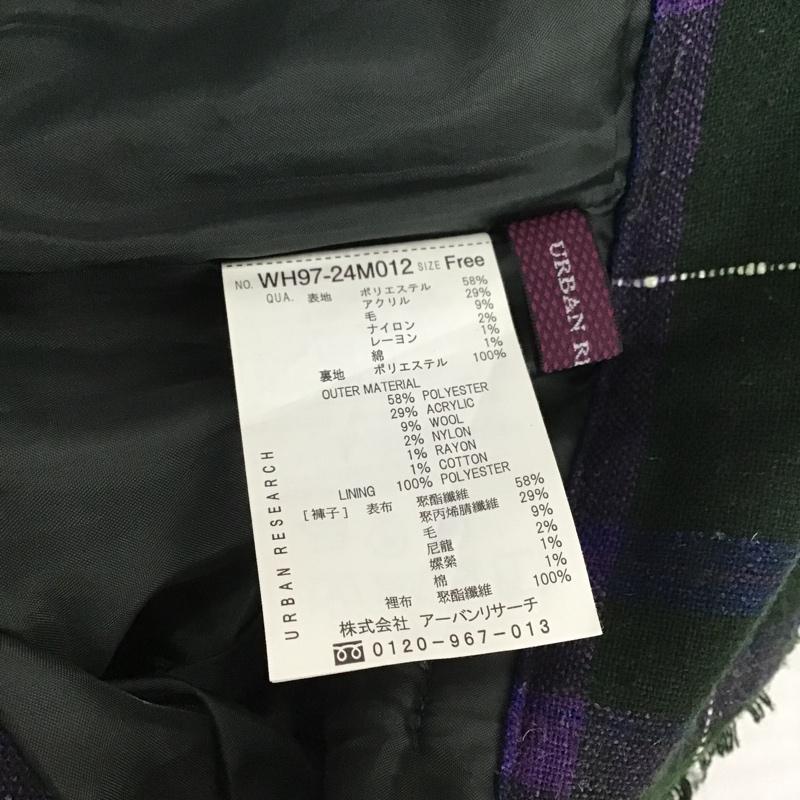 NO. WH97-24M012 SIZE Free
QUA. 表地 ポリエステル 58%
アクリル 29%
毛 9%
ナイロン 2%
レーヨン 1%
綿 1%
裏地 ポリエステル 100%
OUTER MATERIAL
58% POLYESTER
29% ACRYLIC
9% WOOL
2% NYLON
1% RAYON
1% COTTON
LINING 100% POLYESTER
[褲子] 表布 聚酯纖維 58%
聚丙烯腈纖維 29%
毛 9%
尼龍 2%
嫘縈 1%
棉 1%
裡布 聚酯纖維 100%
株式会社 アーバンリサーチ
0120-967-013
URBAN RESEARCH
URBAN